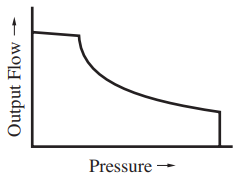 Output Flow →
Pressure →